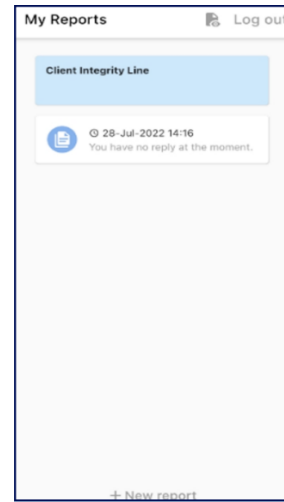 My Reports Log out
Client Integrity Line
28-Jul-2022 14:16
You have no reply at the moment.
+ New report